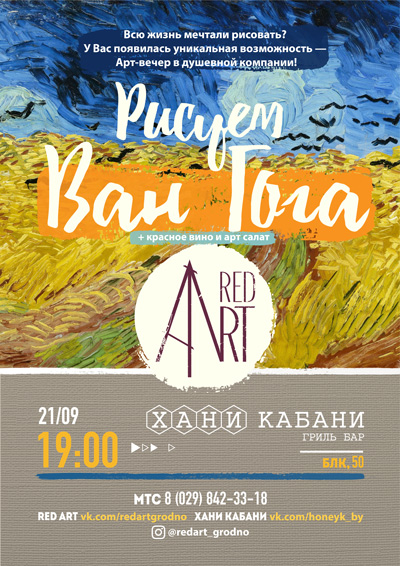 Всю жизнь мечтали рисовать?
У Вас появилась уникальная возможность —
Арт-вечер в душевной компании!
Рисуем
Ван Гога
+ красное вино и арт салат
RED
ART
21/09
19:00
ХАНИ КАБАНИ
ГРИЛЬ БАР
БЛК, 50
МТС 8 (029) 842-33-18
RED ART vk.com/redartgrodno ХАНИ КАБАНИ vk.com/honeyk_by
@redart_grodno